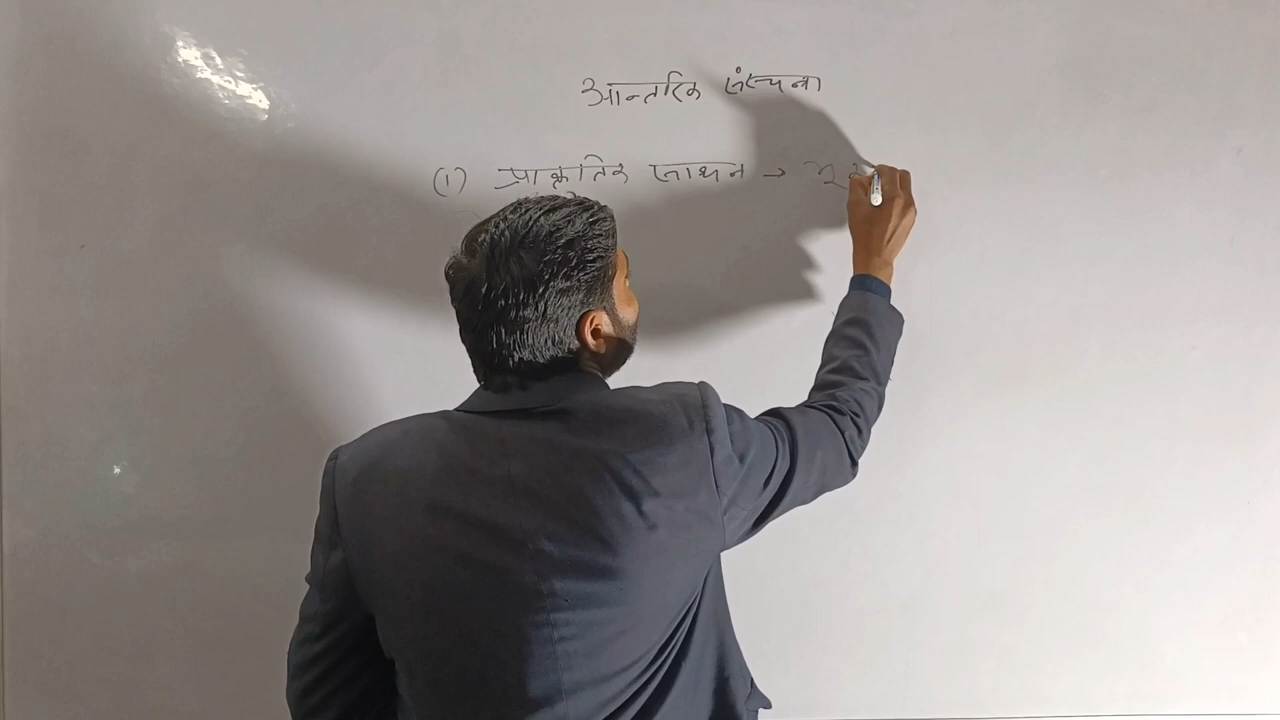 आन्तरिक संरचना
(1) प्राकृतिक साधन →